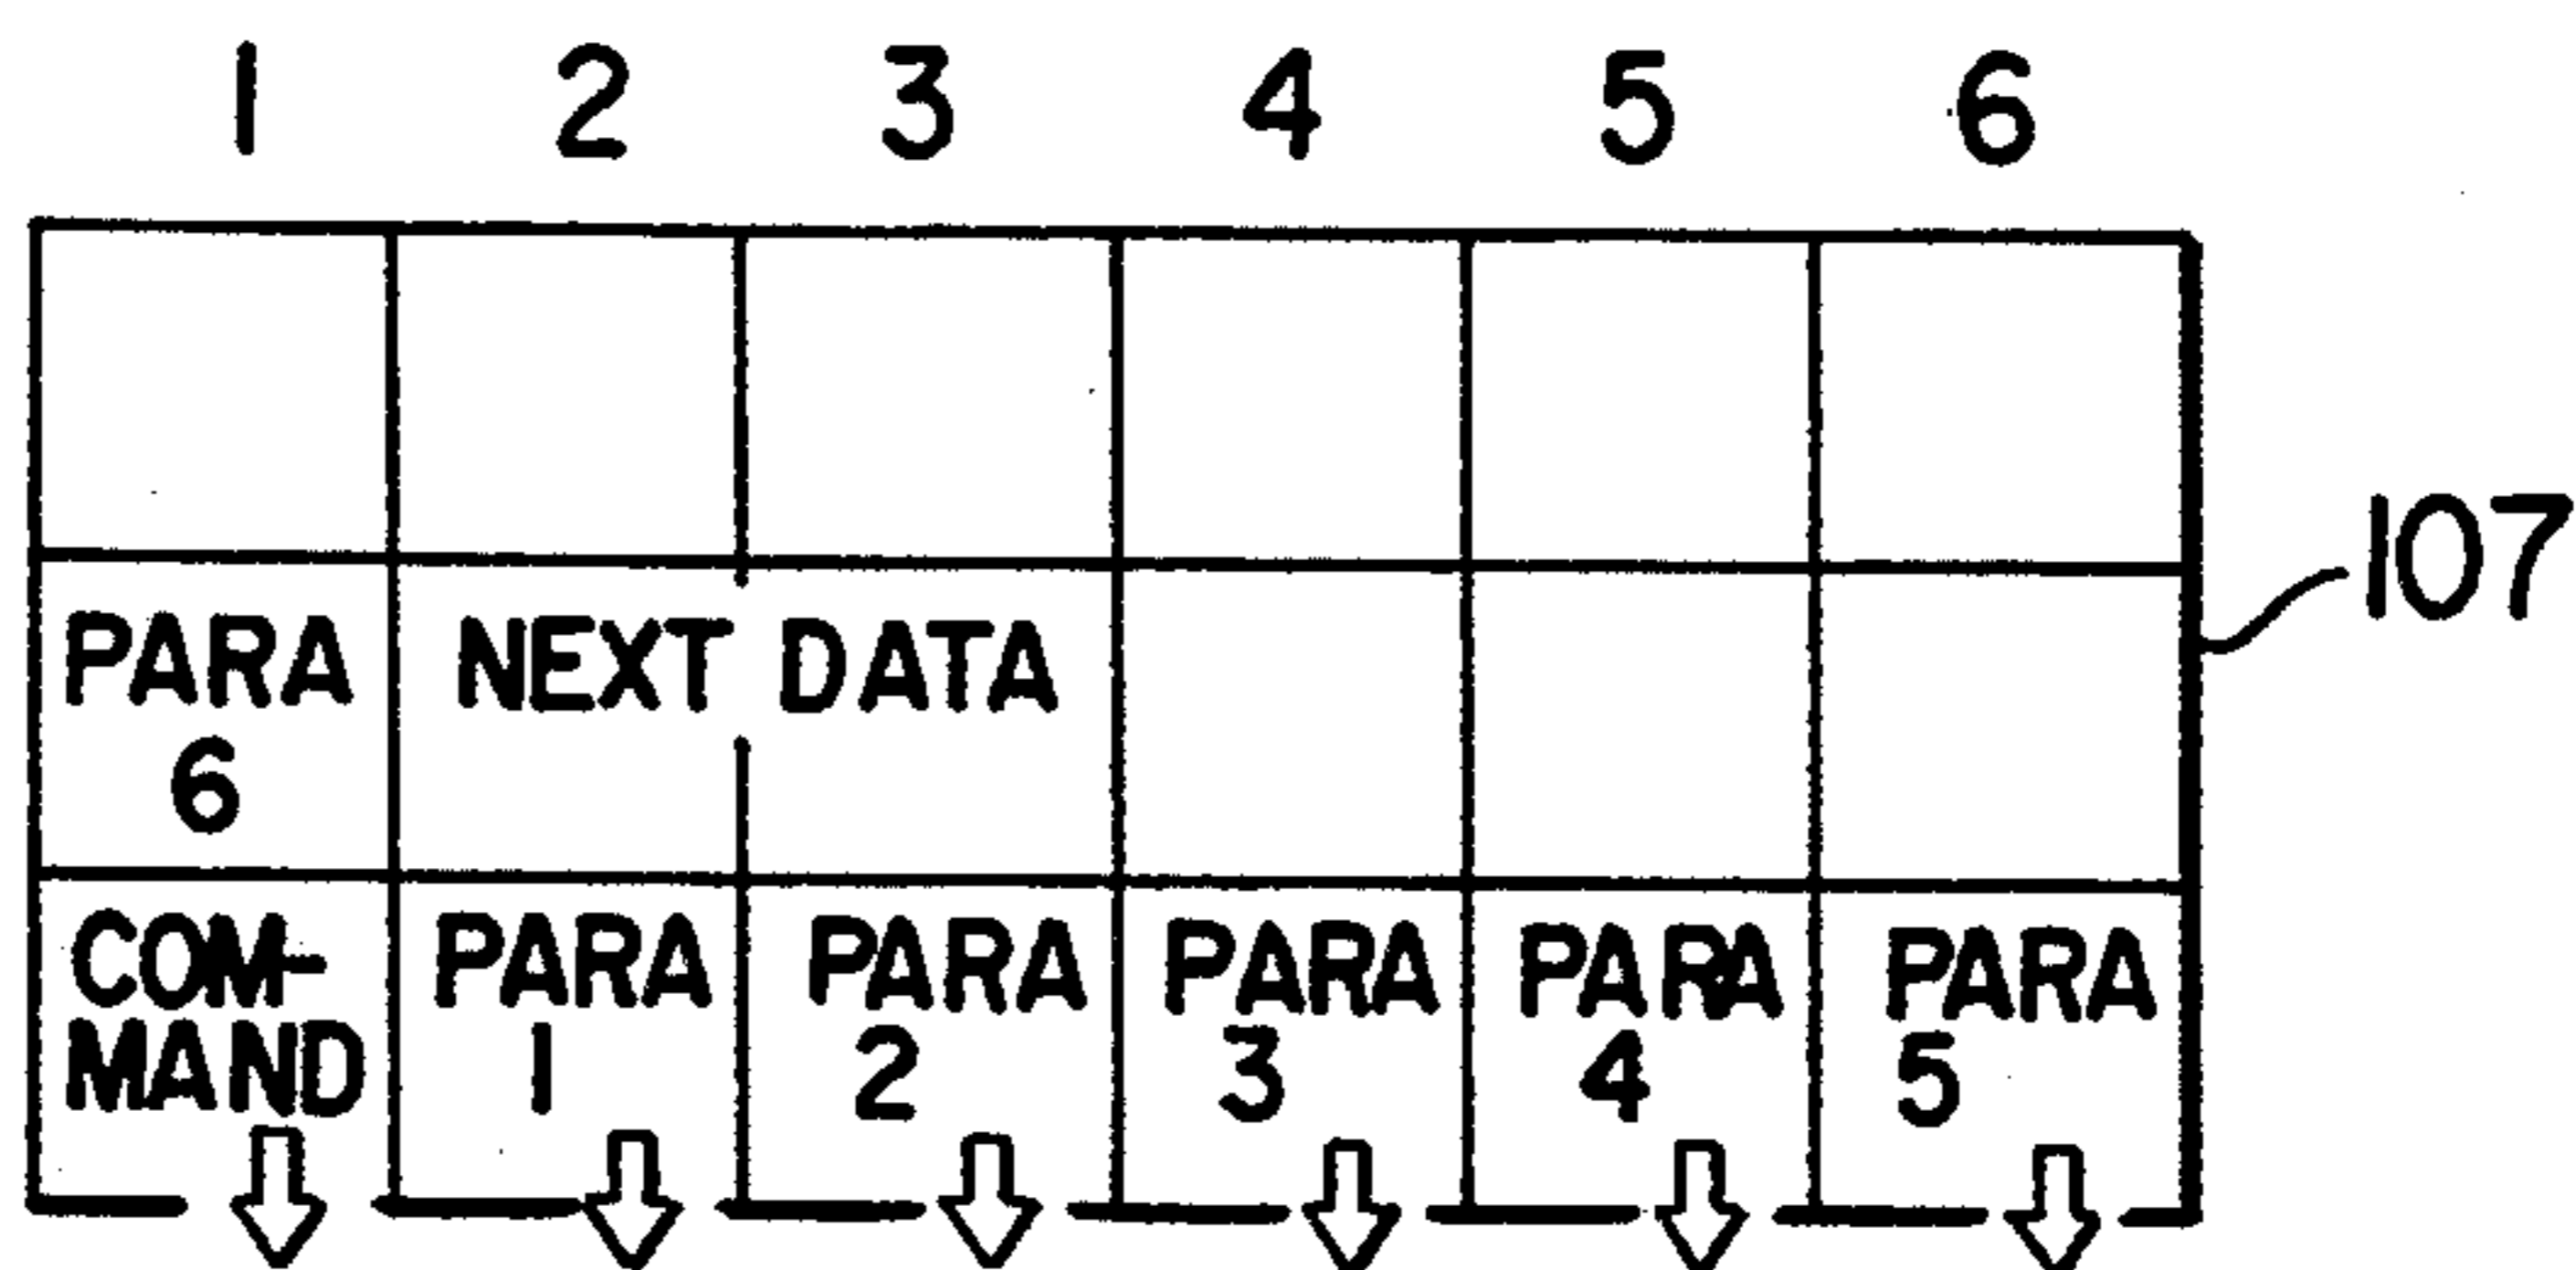 1 2 3 4 5 6
107
PARA NEXT DATA
6
COM- PARA PARA PARA PARA PARA
MAND 1 2 3 4 5